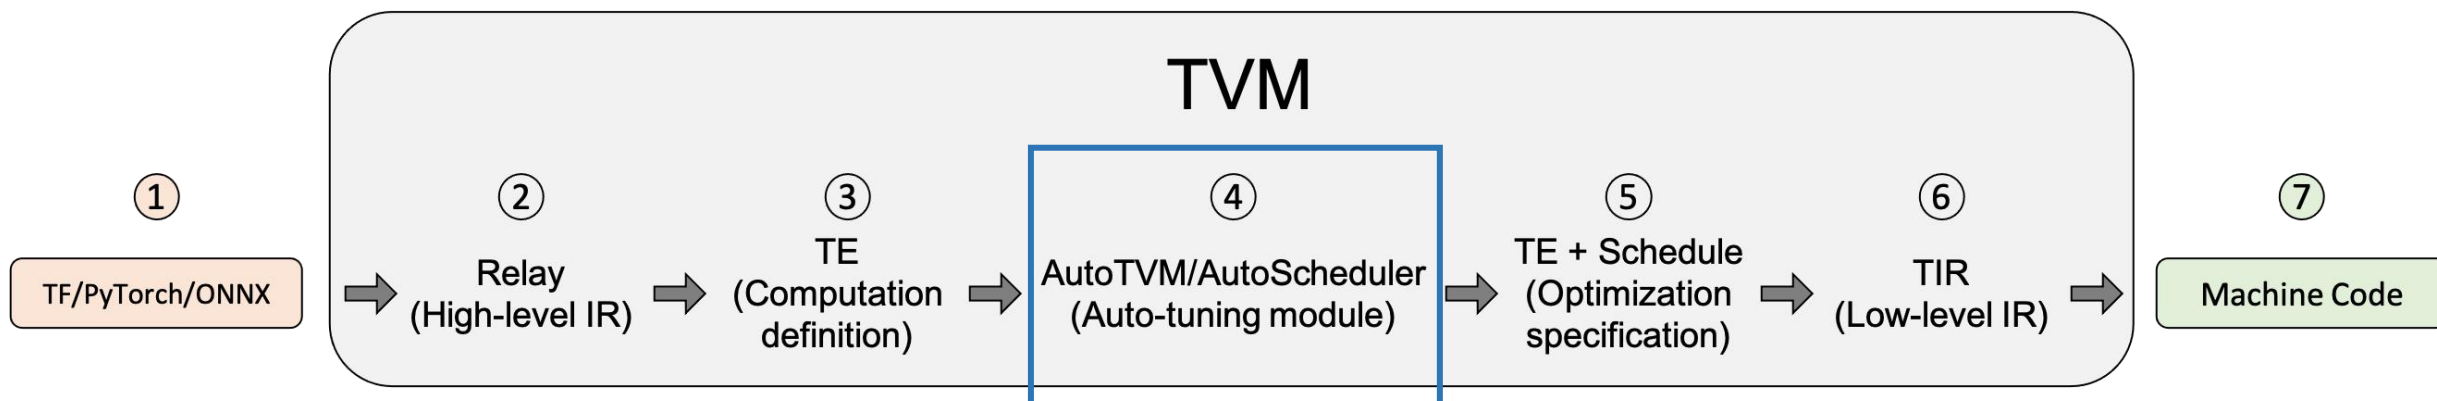 TVM
1
TF/PyTorch/ONNX
2
Relay
(High-level IR)
3
TE
(Computation
definition)
4
AutoTVM/AutoScheduler
(Auto-tuning module)
5
TE + Schedule
(Optimization
specification)
6
TIR
(Low-level IR)
7
Machine Code